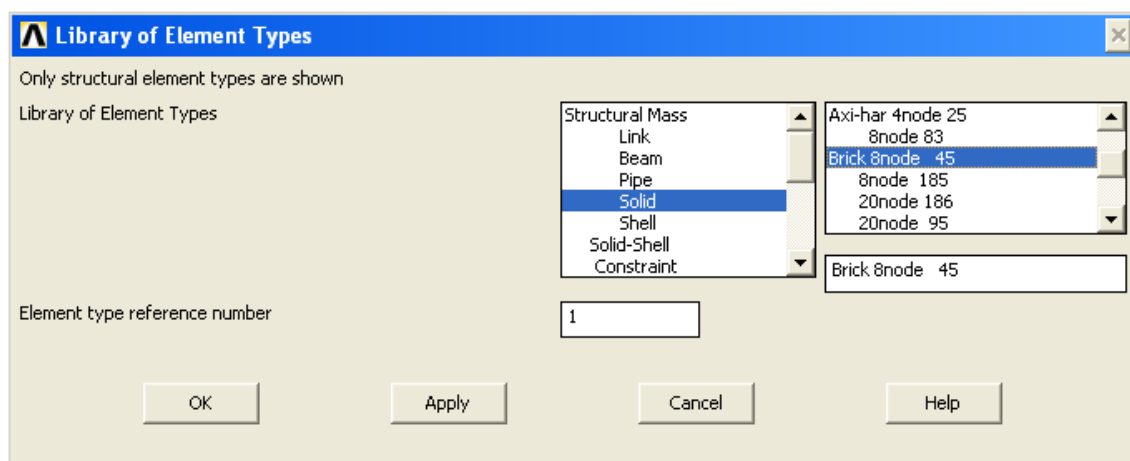 Library of Element Types
Only structural element types are shown
Library of Element Types
Structural Mass
Link
Beam
Pipe
Solid
Shell
Solid-Shell
Constraint
Axi-har 4node 25
8node 83
Brick 8node 45
8node 185
20node 186
20node 95
Brick 8node 45
Element type reference number
1
OK
Apply
Cancel
Help